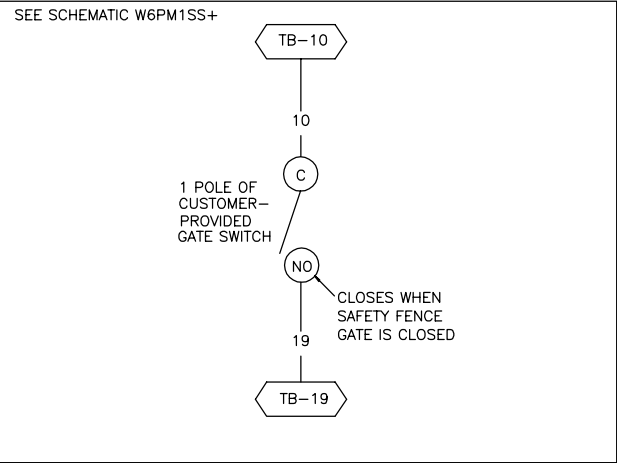 SEE SCHEMATIC W6PM1SS+
TB-10
10
C
1 POLE OF
CUSTOMER-
PROVIDED
GATE SWITCH
NO
CLOSES WHEN
SAFETY FENCE
GATE IS CLOSED
19
TB-19